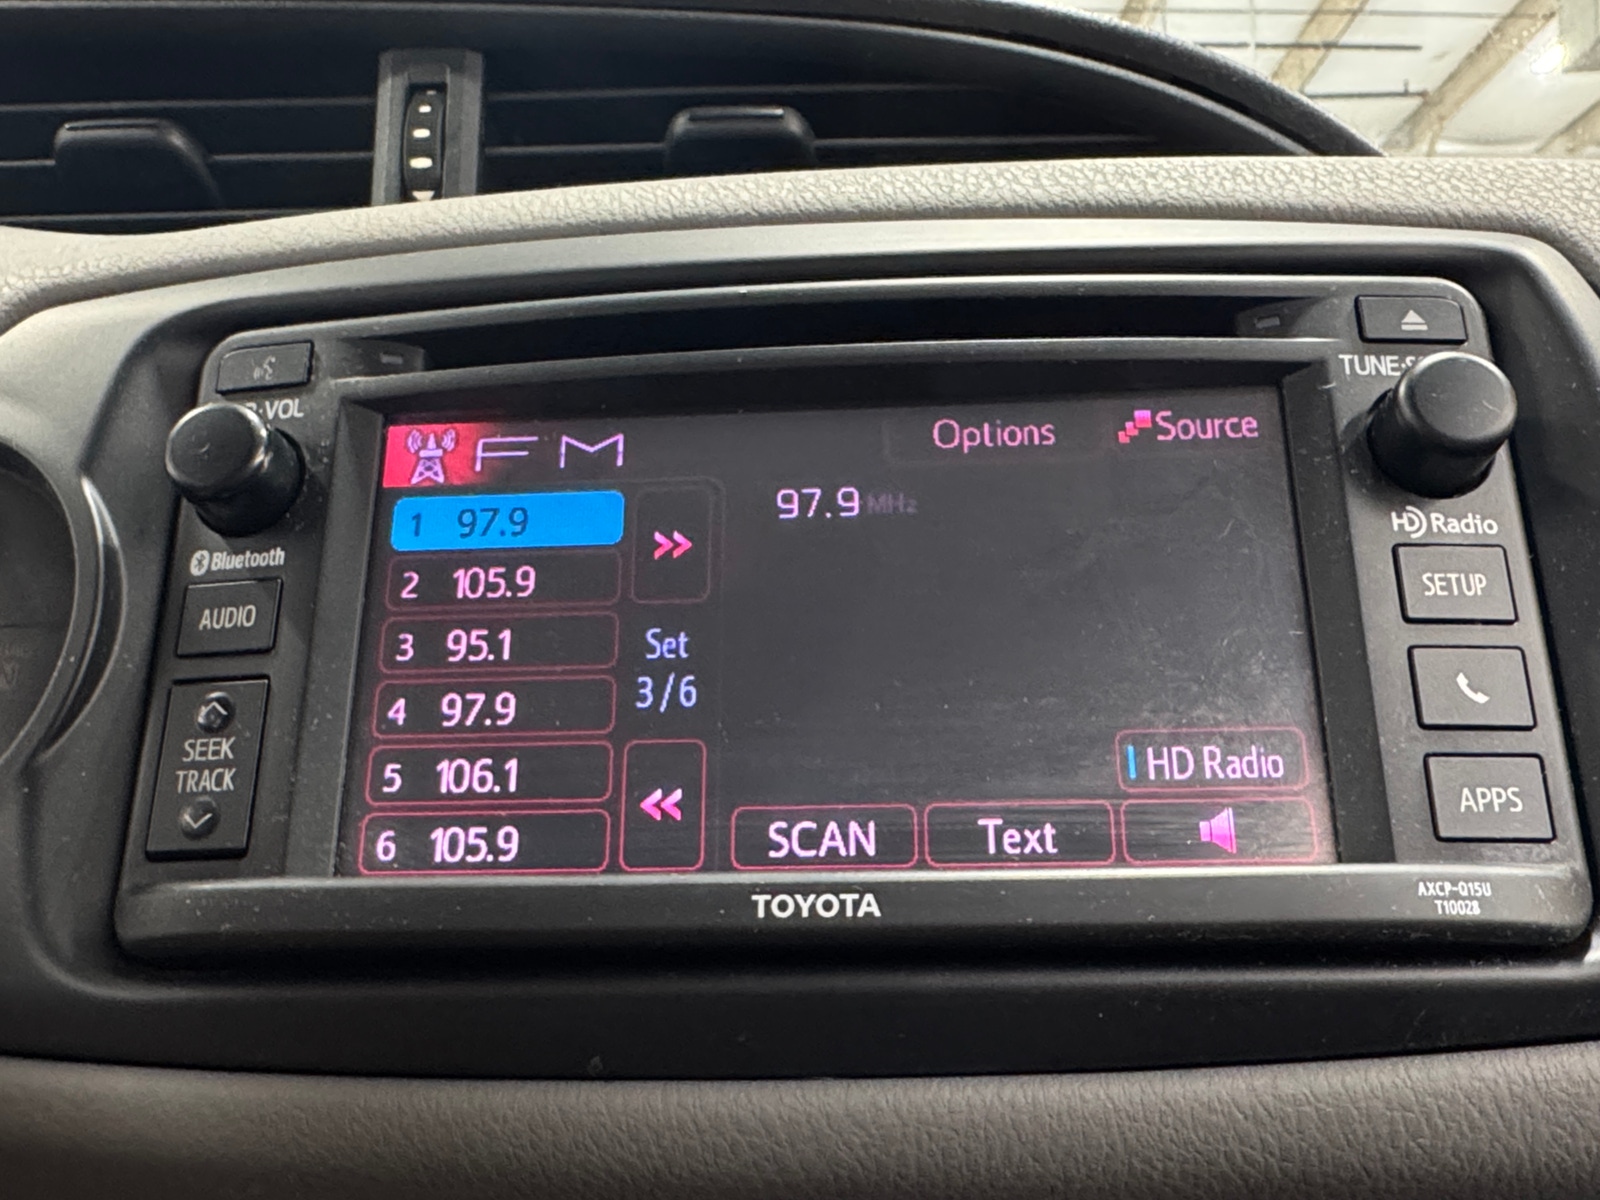 VOL
TUNE
FM
Options
Source
1 97.9
97.9 MHz
2 105.9
3 95.1
4 97.9
5 106.1
6 105.9
Set
3/6
HD Radio
SCAN
Text
Bluetooth
AUDIO
SEEK
TRACK
HD Radio
SETUP
APPS
TOYOTA
AXCP-Q15U
T10028